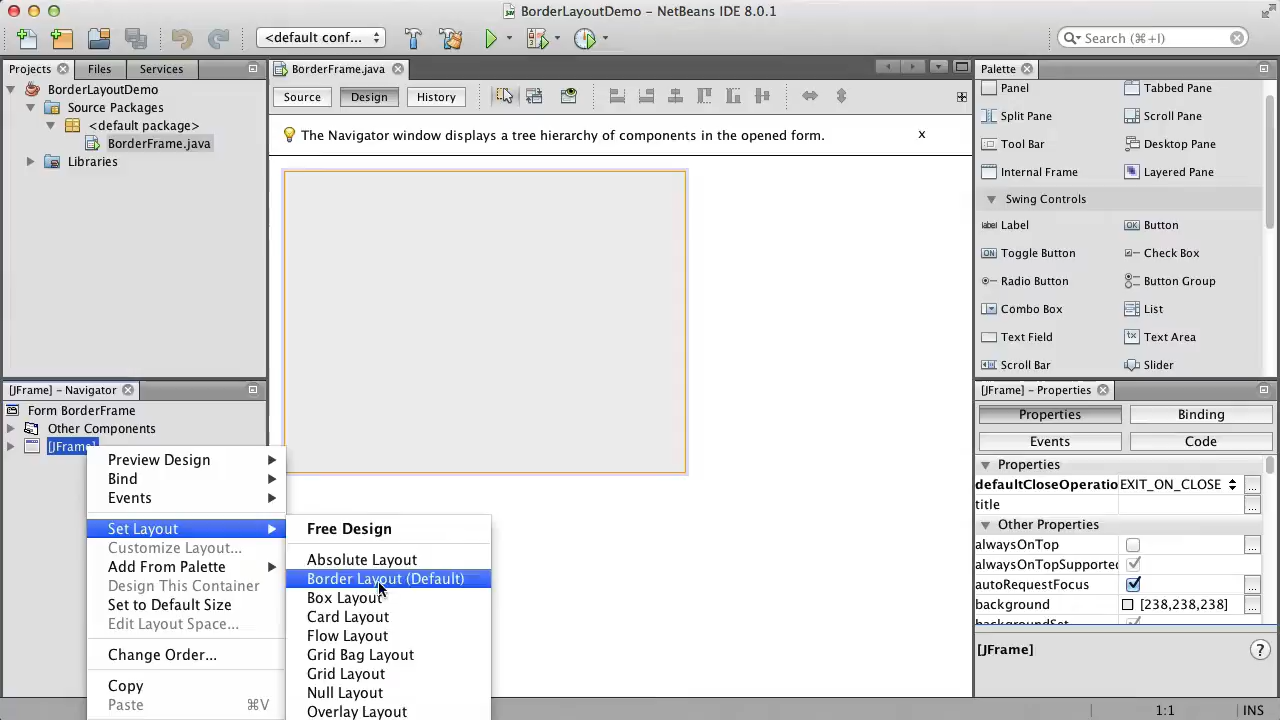 BorderLayoutDemo – NetBeans IDE 8.0.1
<default conf...
Search (⌘+I)
Projects
Files
Services
BorderLayoutDemo
Source Packages
<default package>
BorderFrame.java
Libraries
BorderFrame.java
Source
Design
History
The Navigator window displays a tree hierarchy of components in the opened form.
x
Palette
Panel
Tabbed Pane
Split Pane
Scroll Pane
Tool Bar
Desktop Pane
Internal Frame
Layered Pane
Swing Controls
label Label
OK Button
ON Toggle Button
Check Box
Radio Button
Button Group
Combo Box
List
Text Field
Text Area
Scroll Bar
Slider
[JFrame] – Navigator
Form BorderFrame
Other Components
[JFrame]
Preview Design
Bind
Events
Set Layout
Customize Layout...
Add From Palette
Design This Container
Set to Default Size
Edit Layout Space...
Change Order...
Copy
Paste ⌘V
Free Design
Absolute Layout
Border Layout (Default)
Box Layout
Card Layout
Flow Layout
Grid Bag Layout
Grid Layout
Null Layout
Overlay Layout
[JFrame] – Properties
Properties
Binding
Events
Code
Properties
defaultCloseOperatio EXIT_ON_CLOSE ...
title ...
Other Properties
alwaysOnTop ...
alwaysOnTopSupported
autoRequestFocus ...
background [238,238,238] ...
backgroundSet
[JFrame]
?
1:1
INS